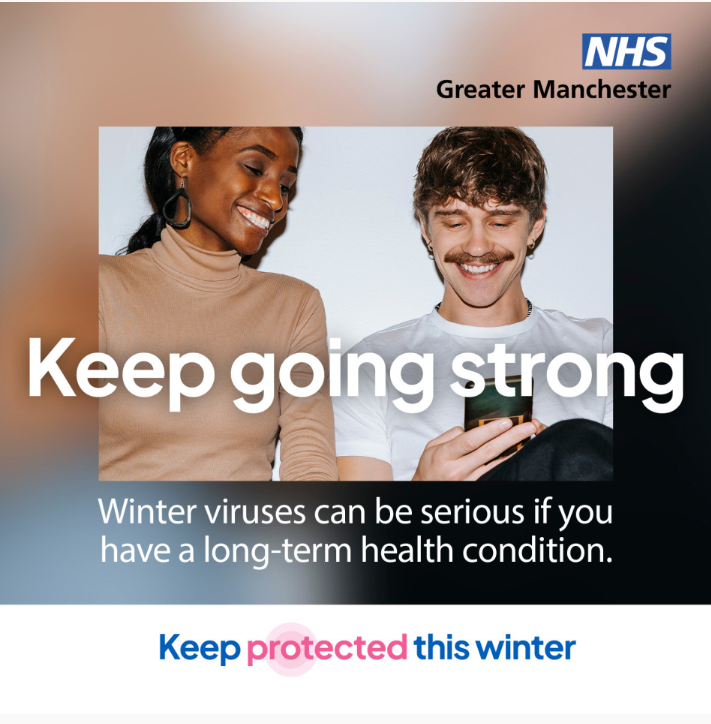 NHS
Greater Manchester
Keep going strong
Winter viruses can be serious if you
have a long-term health condition.
Keep protected this winter